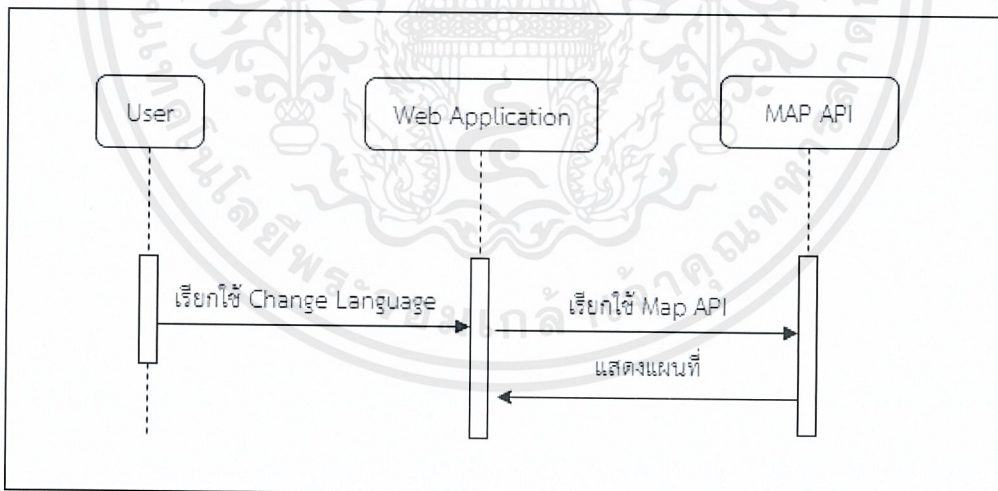 User
Web Application
MAP API
เรียกใช้ Change Language
เรียกใช้ Map API
แสดงแผนที่